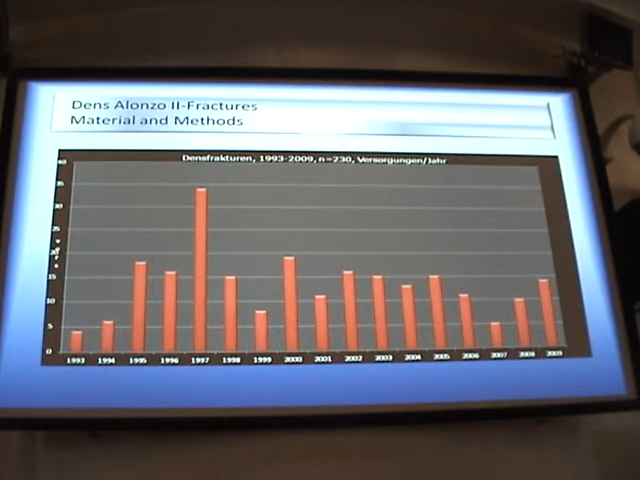 Dens Alonzo II-Fractures
Material and Methods
Densfrakturen, 1993-2009, n=230, Versorgungen/Jahr
40
35
30
25
20
15
10
5
0
1993 1994 1995 1996 1997 1998 1999 2000 2001 2002 2003 2004 2005 2006 2007 2008 2009